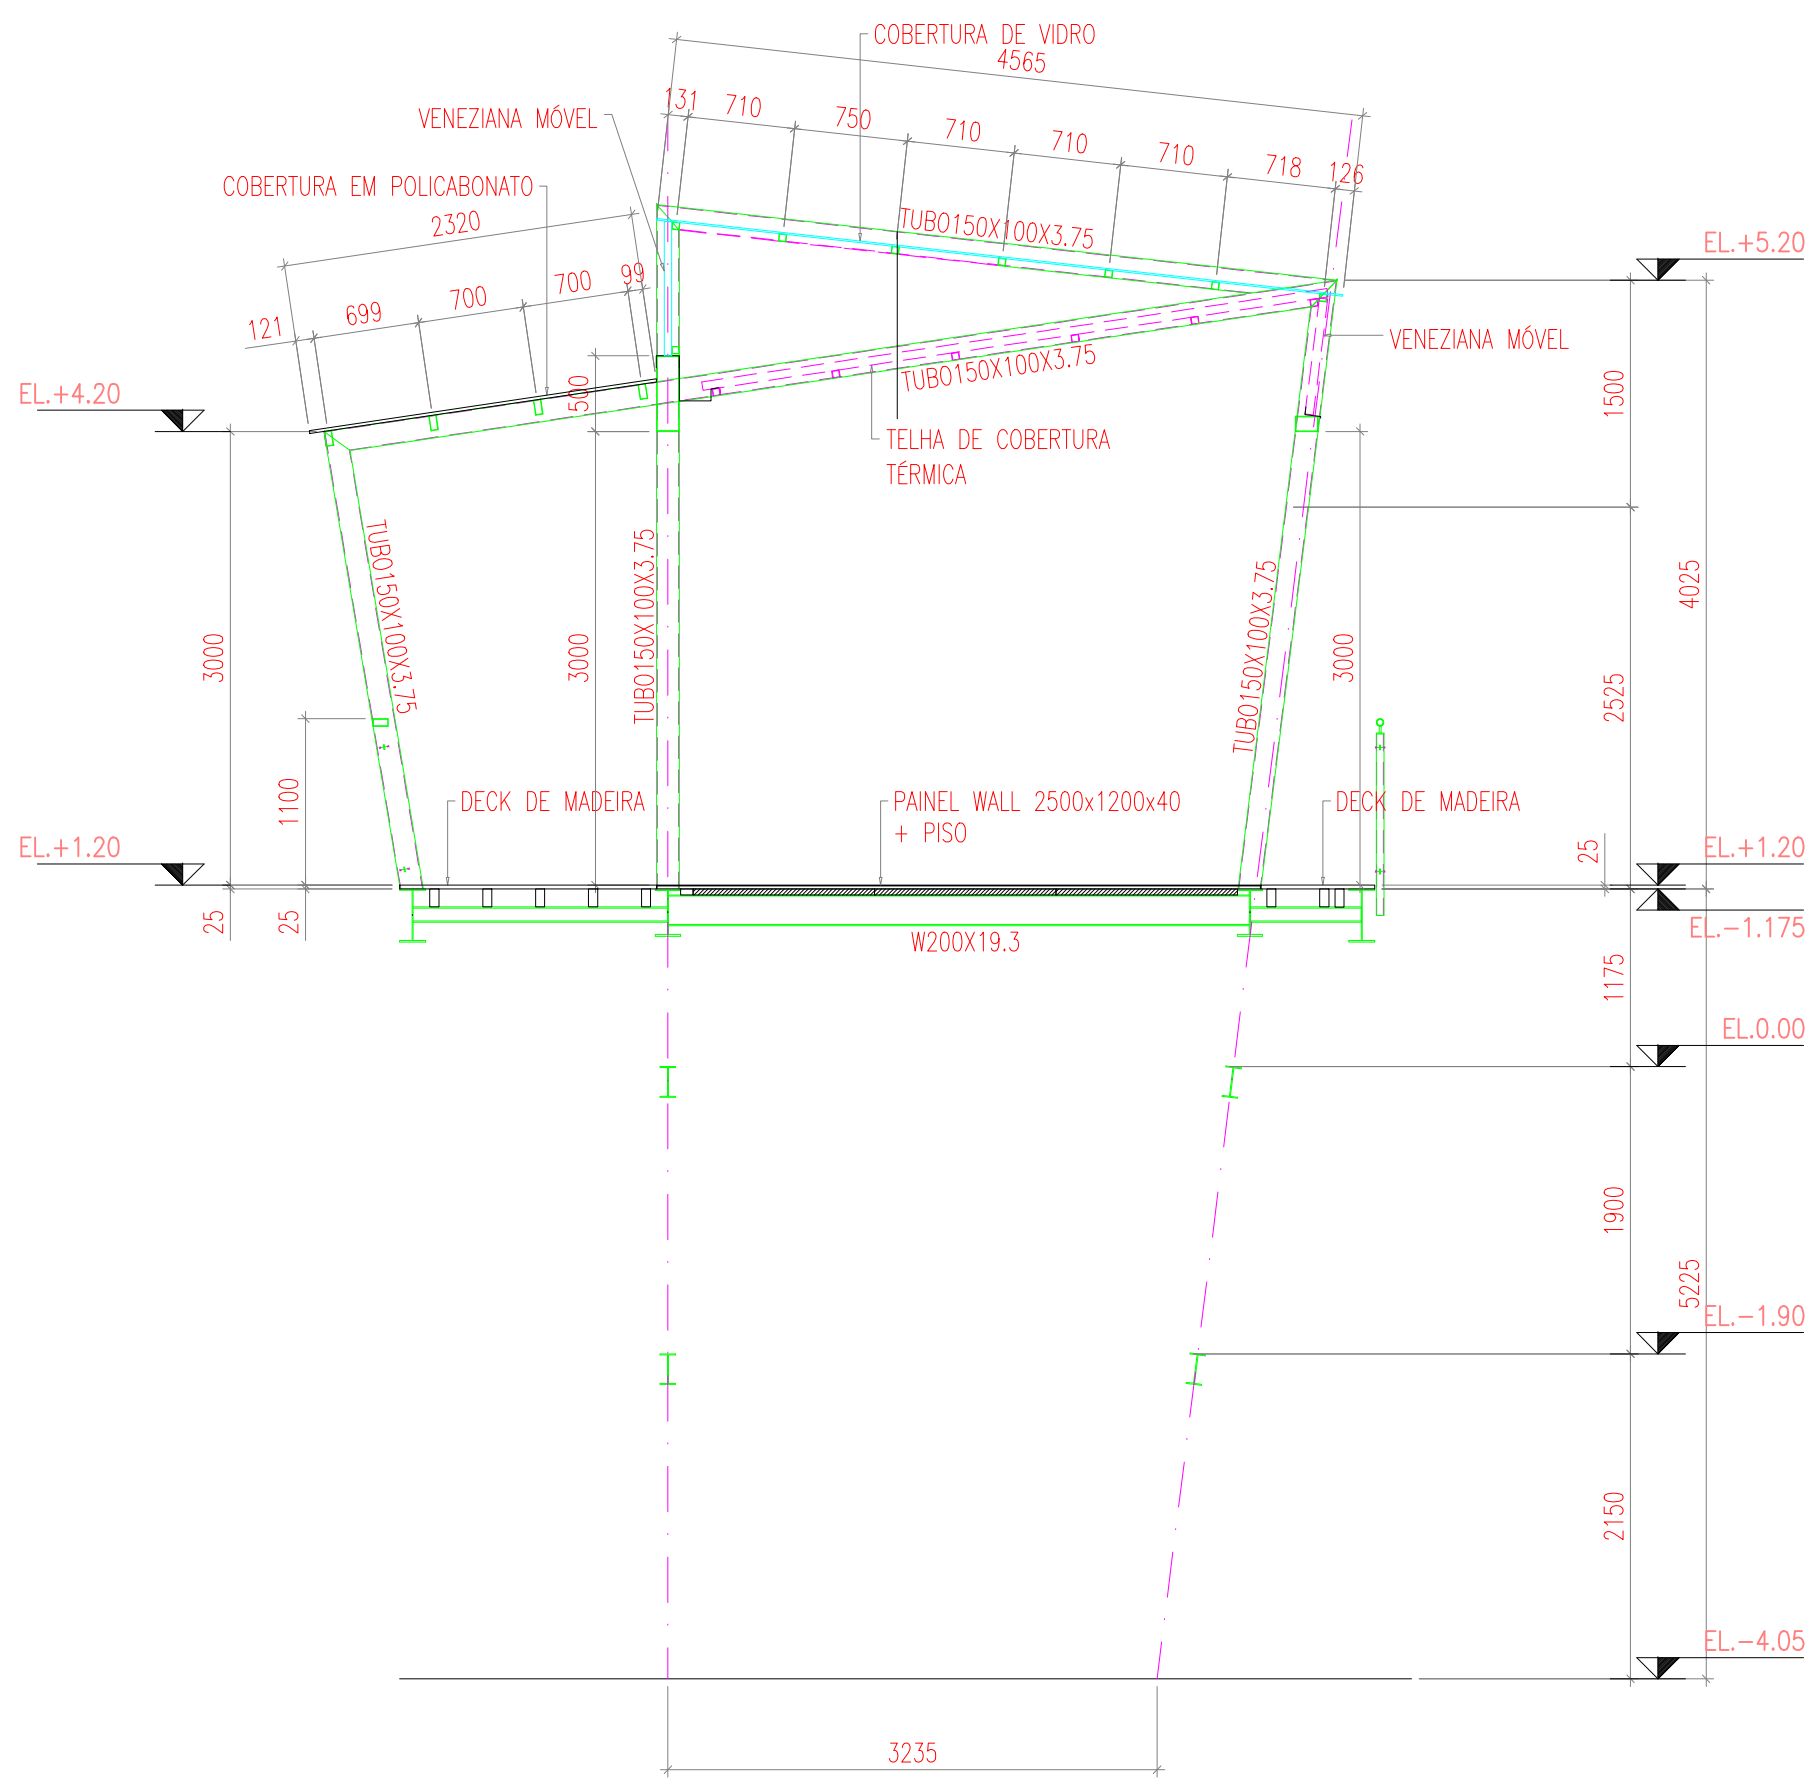 COBERTURA DE VIDRO
4565
131
710
750
710
710
710
718
126
VENEZIANA MÓVEL
COBERTURA EM POLICABONATO
2320
TUBO150X100X3.75
EL.+5.20
121
699
700
700
99
VENEZIANA MÓVEL
TUBO150X100X3.75
EL.+4.20
500
1500
TELHA DE COBERTURA
TÉRMICA
TUBO150X100X3.75
TUBO150X100X3.75
TUBO150X100X3.75
4025
3000
3000
3000
2525
1100
DECK DE MADEIRA
PAINEL WALL 2500x1200x40
+ PISO
DECK DE MADEIRA
EL.+1.20
25
EL.+1.20
25
25
W200X19.3
EL.-1.175
1175
EL.0.00
1900
5225
EL.-1.90
2150
EL.-4.05
3235